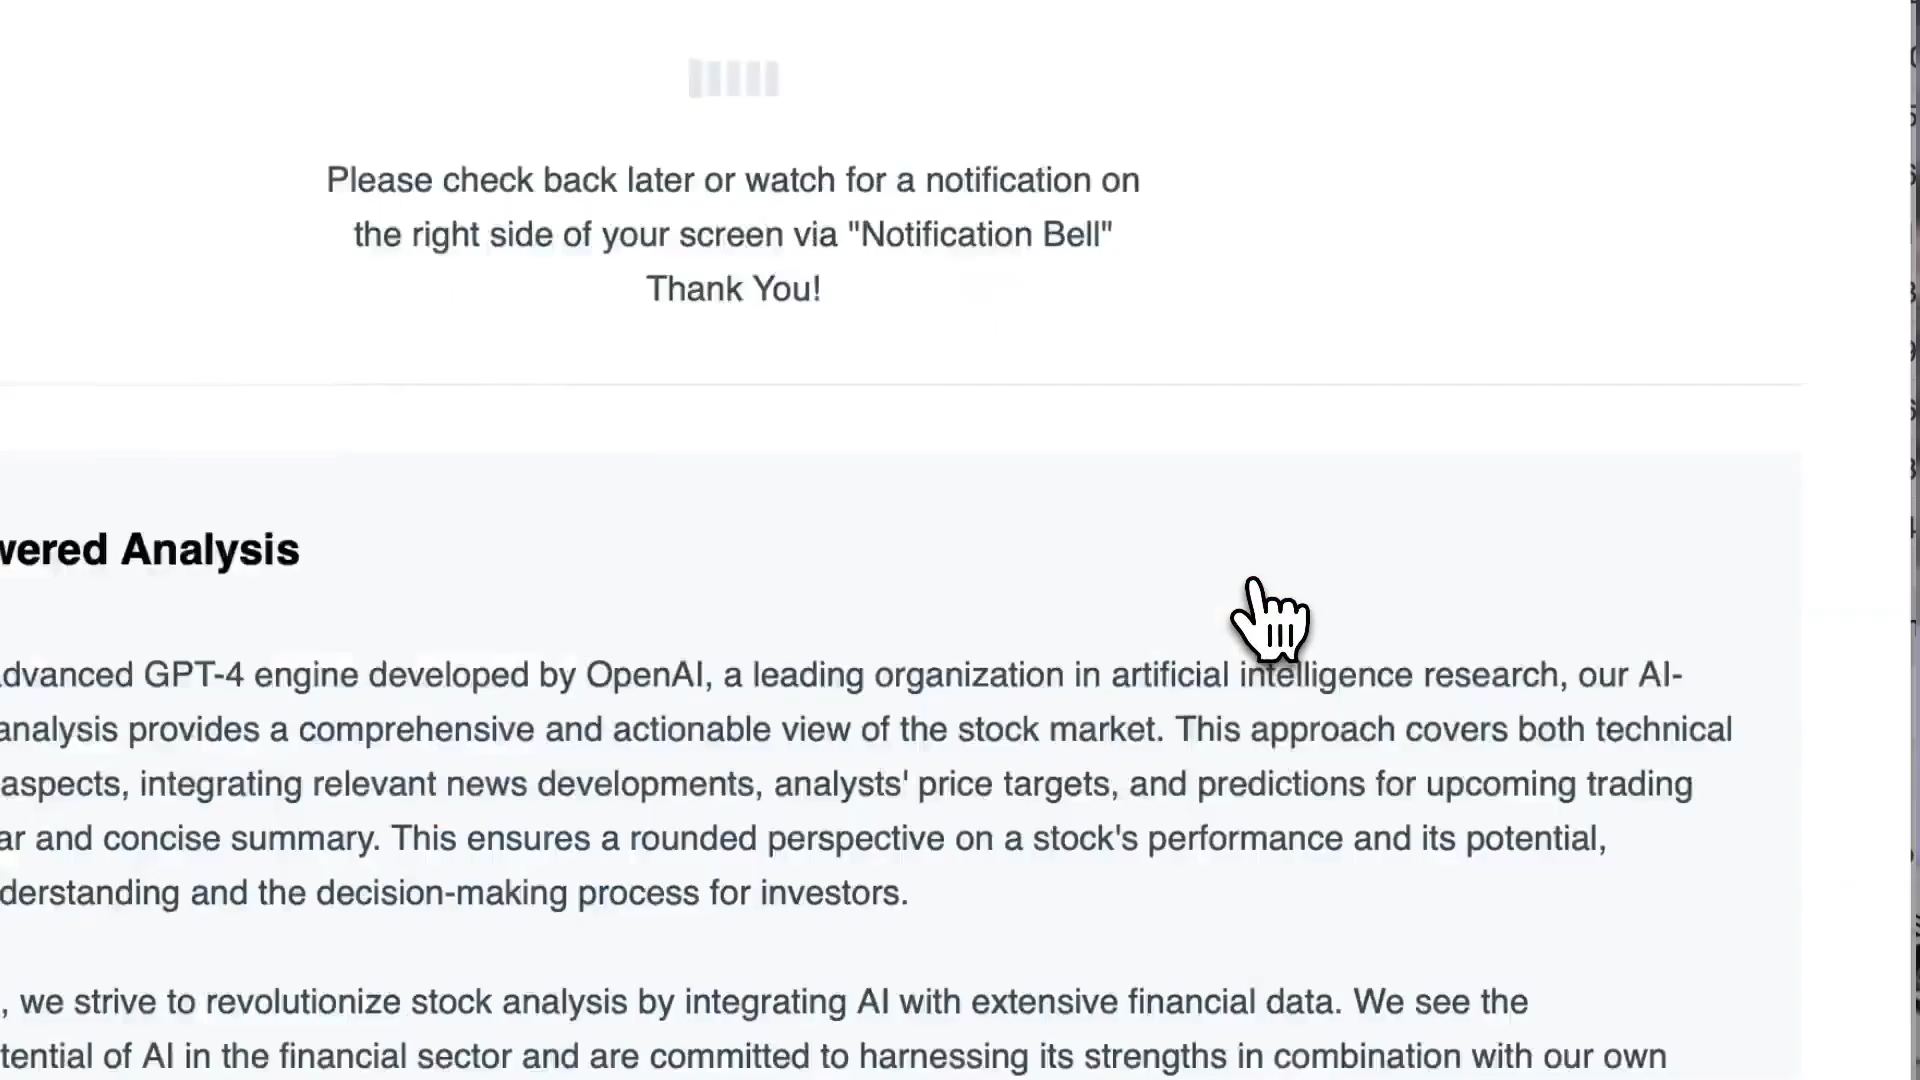 Please check back later or watch for a notification on
the right side of your screen via "Notification Bell"
Thank You!
wered Analysis
dvanced GPT-4 engine developed by OpenAI, a leading organization in artificial intelligence research, our AI-
analysis provides a comprehensive and actionable view of the stock market. This approach covers both technical
aspects, integrating relevant news developments, analysts' price targets, and predictions for upcoming trading
ar and concise summary. This ensures a rounded perspective on a stock's performance and its potential,
derstanding and the decision-making process for investors.
, we strive to revolutionize stock analysis by integrating AI with extensive financial data. We see the
tential of AI in the financial sector and are committed to harnessing its strengths in combination with our own